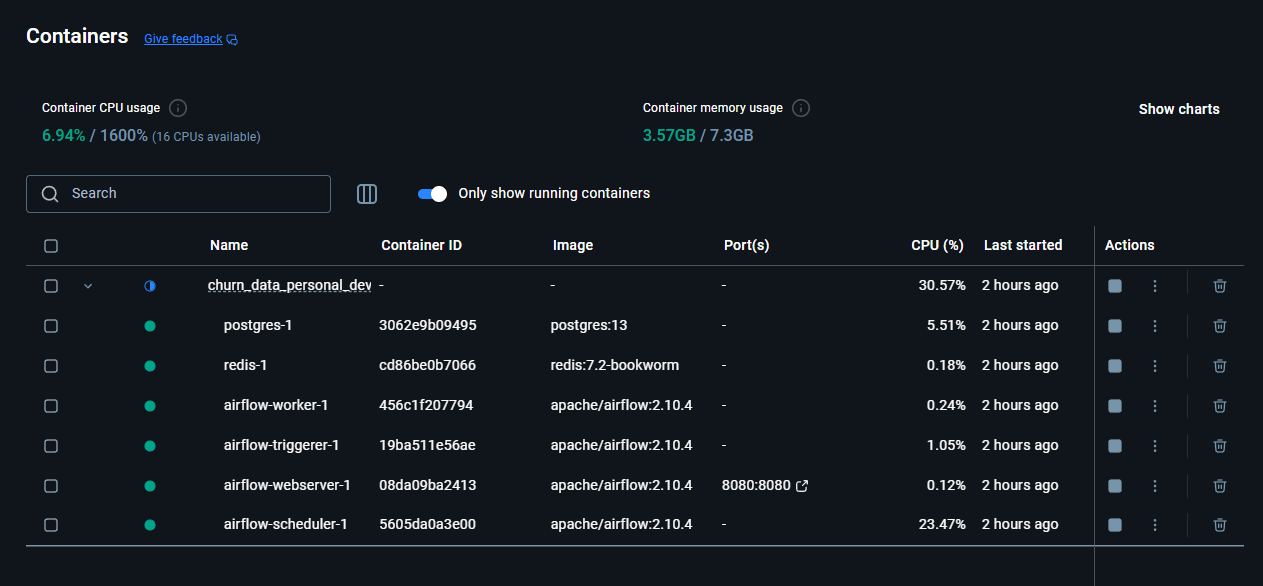 Containers Give feedback
Container CPU usage
6.94% / 1600% (16 CPUs available)
Container memory usage
3.57GB / 7.3GB
Show charts
Search
Only show running containers
Name Container ID Image Port(s) CPU (%) Last started Actions
churn_data_personal_dev - - - 30.57% 2 hours ago
postgres-1 3062e9b09495 postgres:13 - 5.51% 2 hours ago
redis-1 cd86be0b7066 redis:7.2-bookworm - 0.18% 2 hours ago
airflow-worker-1 456c1f207794 apache/airflow:2.10.4 - 0.24% 2 hours ago
airflow-triggerer-1 19ba511e56ae apache/airflow:2.10.4 - 1.05% 2 hours ago
airflow-webserver-1 08da09ba2413 apache/airflow:2.10.4 8080:8080 0.12% 2 hours ago
airflow-scheduler-1 5605da0a3e00 apache/airflow:2.10.4 - 23.47% 2 hours ago